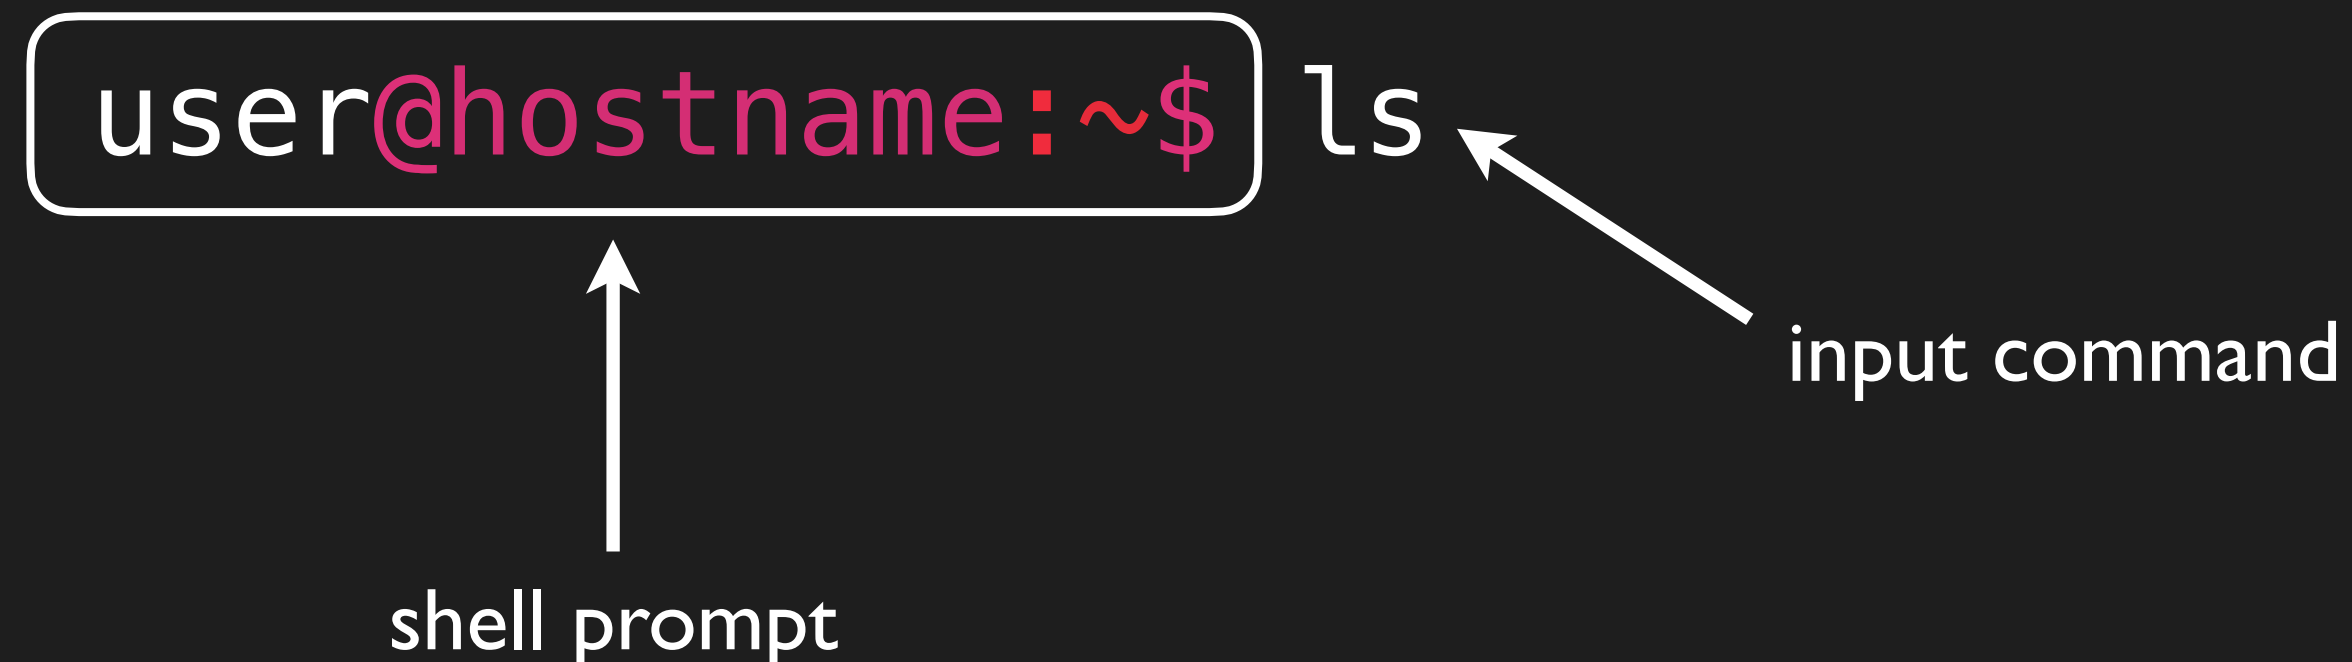 user@hostname:~$ ls
input command
shell prompt